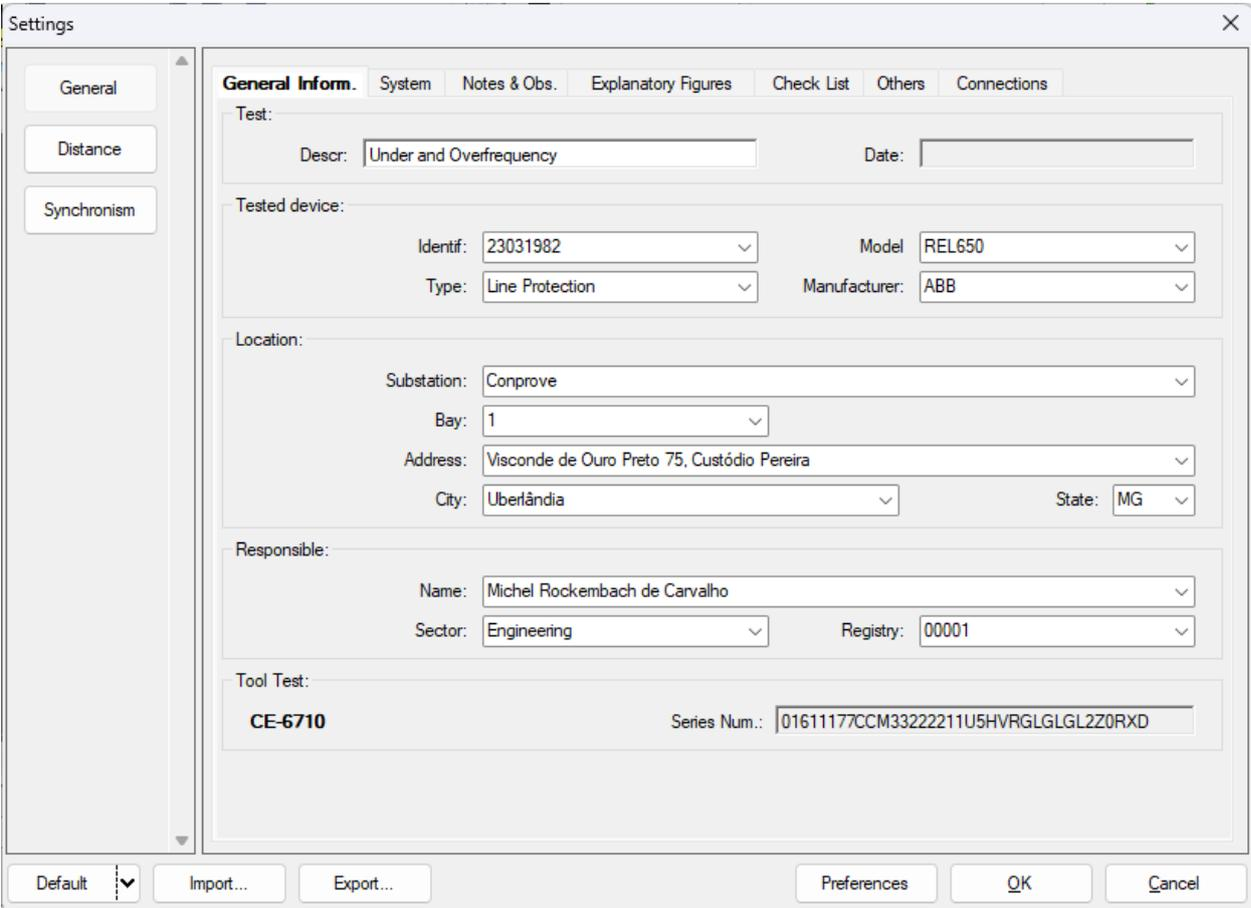 Settings
General
Distance
Synchronism
General Inform. System Notes & Obs. Explanatory Figures Check List Others Connections
Test:
Descr: Under and Overfrequency Date:
Tested device:
Identif: 23031982 Model REL650
Type: Line Protection Manufacturer: ABB
Location:
Substation: Conprove
Bay: 1
Address: Visconde de Ouro Preto 75, Custódio Pereira
City: Uberlândia State: MG
Responsible:
Name: Michel Rockembach de Carvalho
Sector: Engineering Registry: 00001
Tool Test:
CE-6710 Series Num.: 01611177CCM33222211U5HVRGLGLGL2Z0RXD
Default Import... Export... Preferences OK Cancel